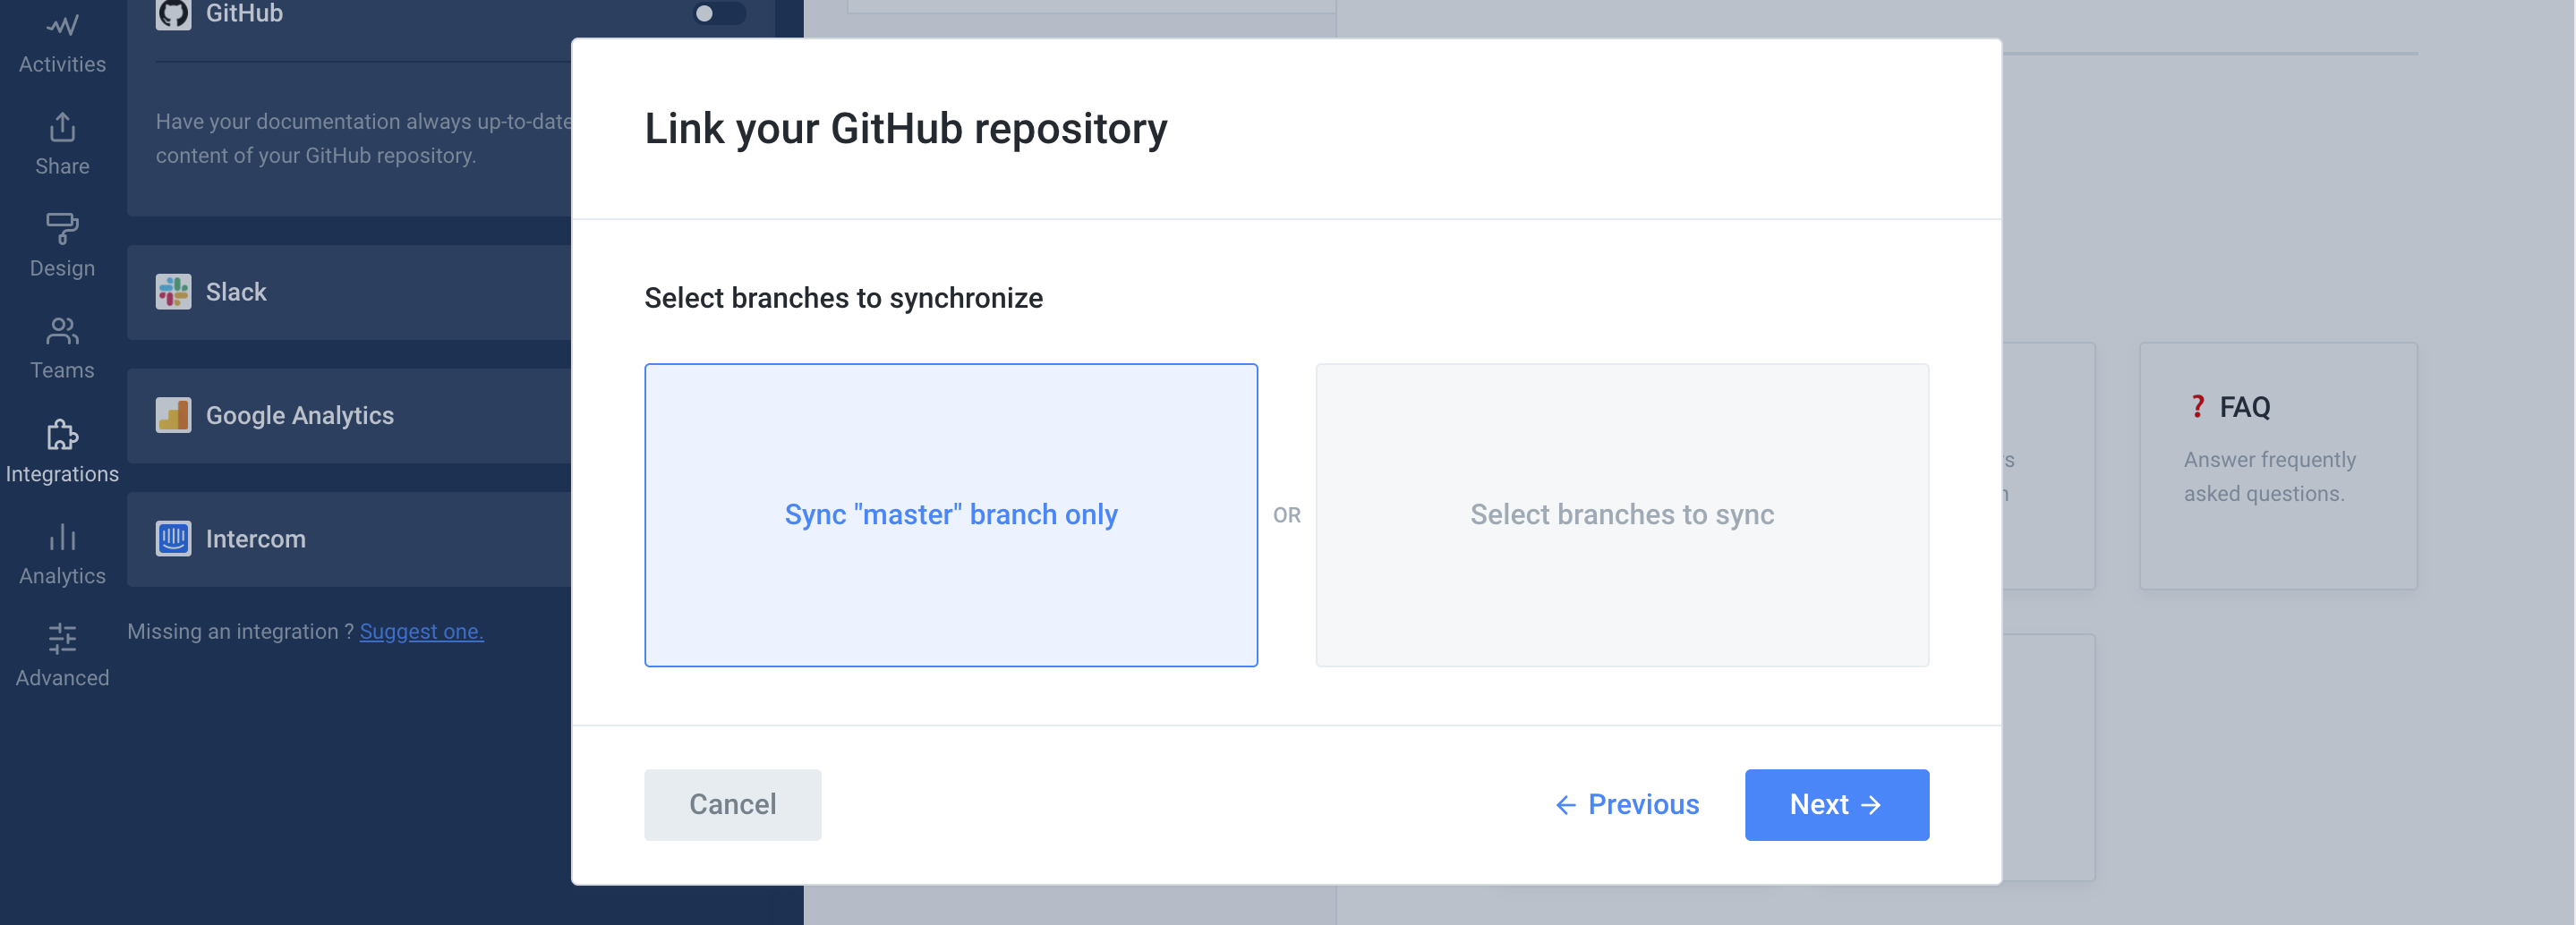 Activities
Share
Design
Teams
Integrations
Analytics
Advanced
GitHub
Have your documentation always up-to-date
content of your GitHub repository.
Slack
Google Analytics
Intercom
Missing an integration ? Suggest one.
Link your GitHub repository
Select branches to synchronize
Sync "master" branch only
OR
Select branches to sync
Cancel
← Previous
Next →
? FAQ
Answer frequently
asked questions.